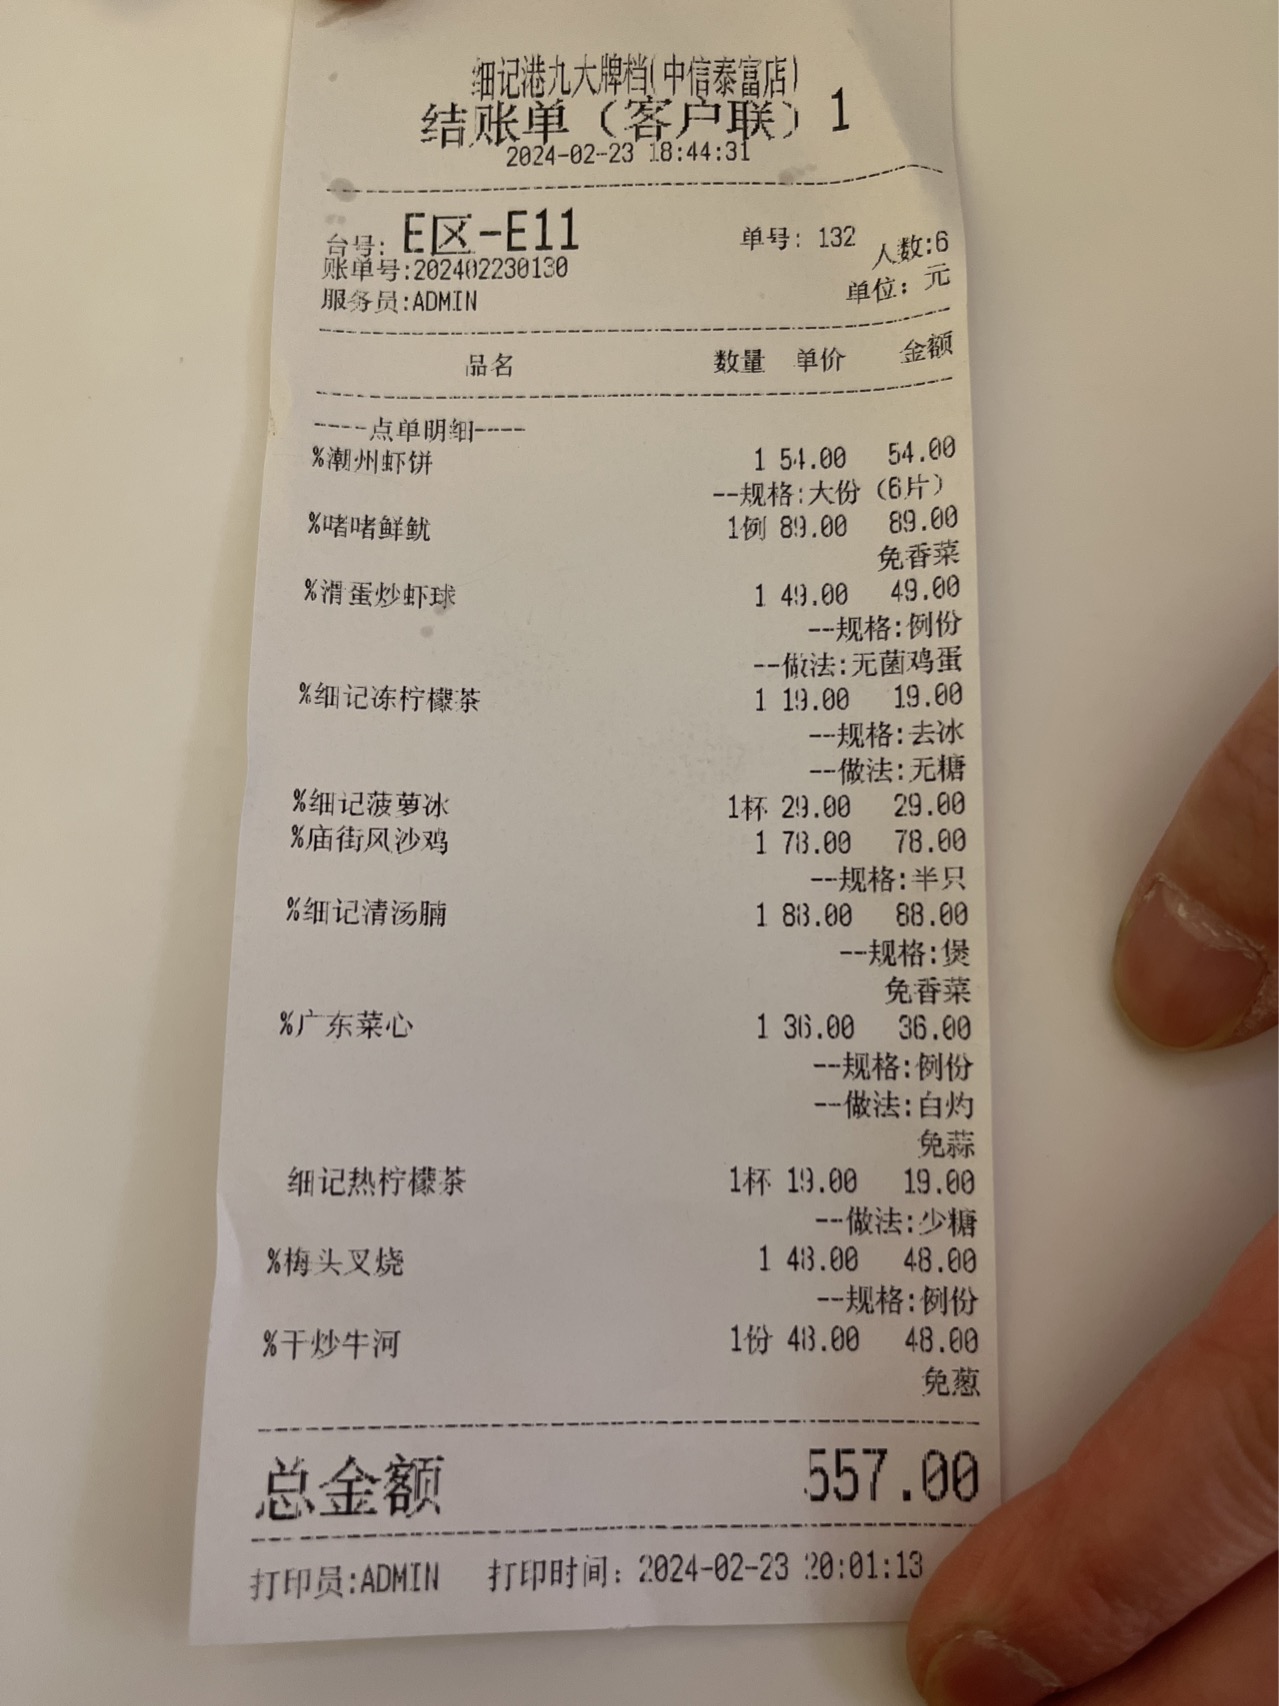 细记港九大牌档(中信泰富店)
结账单（客户联）1
2024-02-23 18:44:31
台号: E区-E11 单号: 132 人数:6
账单号:202402230130 单位: 元
服务员:ADMIN
品名 数量 单价 金额
----点单明细----
%潮州虾饼 1 54.00 54.00
--规格:大份（6片）
%啫啫鲜鱿 1例 89.00 89.00
免香菜
%滑蛋炒虾球 1 49.00 49.00
--规格:例份
--做法:无菌鸡蛋
%细记冻柠檬茶 1 19.00 19.00
--规格:去冰
--做法:无糖
%细记菠萝冰 1杯 29.00 29.00
%庙街风沙鸡 1 78.00 78.00
--规格:半只
%细记清汤腩 1 88.00 88.00
--规格:煲
免香菜
%广东菜心 1 36.00 36.00
--规格:例份
--做法:白灼
免蒜
细记热柠檬茶 1杯 19.00 19.00
--做法:少糖
%梅头叉烧 1 48.00 48.00
--规格:例份
%干炒牛河 1份 48.00 48.00
免葱
总金额 557.00
打印员:ADMIN 打印时间: 2024-02-23 20:01:13